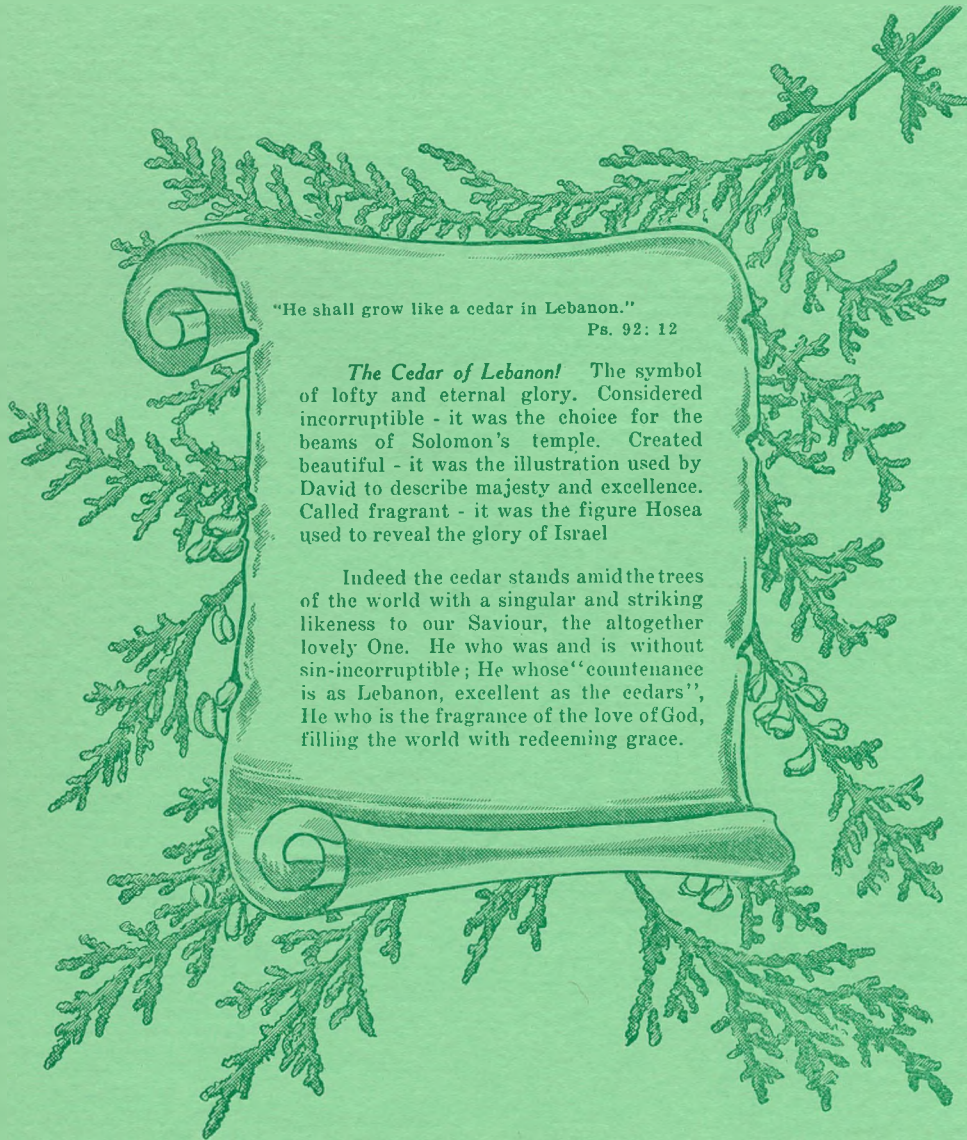 “He shall grow like a cedar in Lebanon.”
Ps. 92: 12
The Cedar of Lebanon! The symbol
of lofty and eternal glory. Considered
incorruptible - it was the choice for the
beams of Solomon's temple. Created
beautiful - it was the illustration used by
David to describe majesty and excellence.
Called fragrant - it was the figure Hosea
used to reveal the glory of Israel
Indeed the cedar stands amid the trees
of the world with a singular and striking
likeness to our Saviour, the altogether
lovely One. He who was and is without
sin-incorruptible; He whose “countenance
is as Lebanon, excellent as the cedars”,
He who is the fragrance of the love of God,
filling the world with redeeming grace.